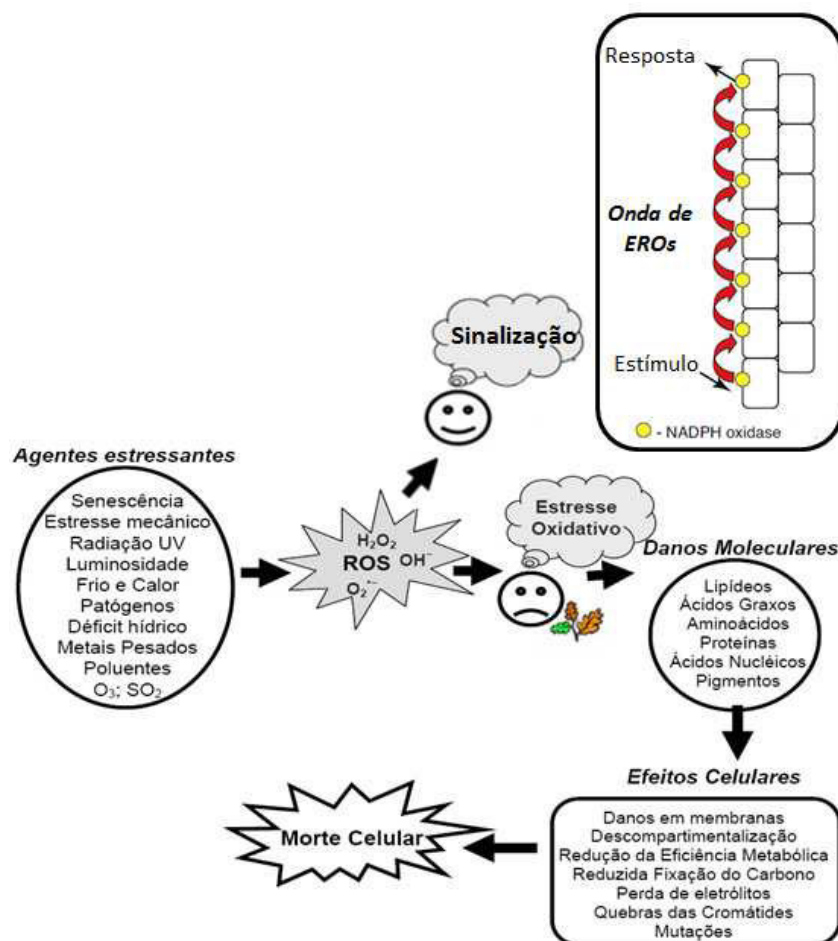 Resposta
Onda de
EROs
Estímulo
- NADPH oxidase
Sinalização
Agentes estressantes
Senescência
Estresse mecânico
Radiação UV
Luminosidade
Frio e Calor
Patógenos
Déficit hídrico
Metais Pesados
Poluentes
O₃; SO₂
H₂O₂
ROS OH⁻
O₂•−
Estresse
Oxidativo
Danos Moleculares
Lipídeos
Ácidos Graxos
Aminoácidos
Proteínas
Ácidos Nucléicos
Pigmentos
Efeitos Celulares
Danos em membranas
Descompartimentalização
Redução da Eficiência Metabólica
Reduzida Fixação do Carbono
Perda de eletrólitos
Quebras das Cromátides
Mutações
Morte Celular